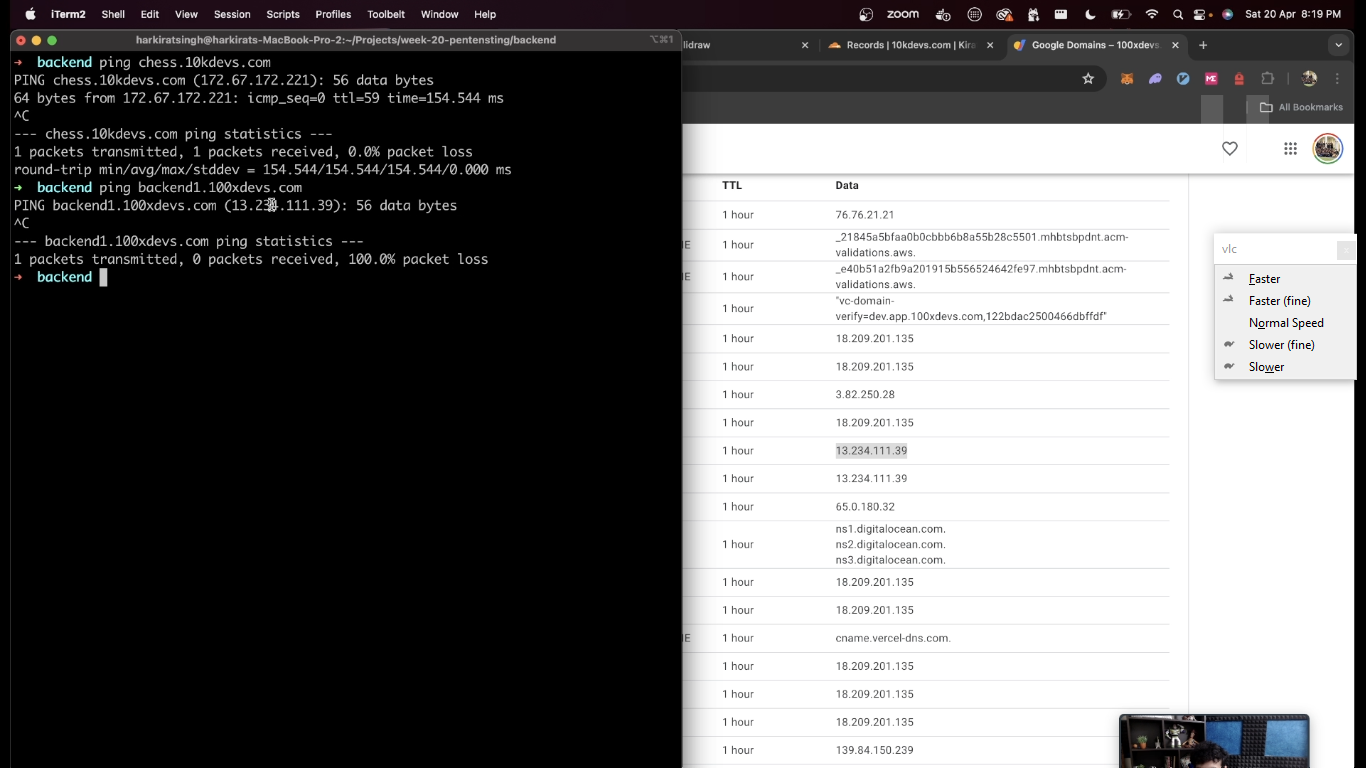 iTerm2 Shell Edit View Session Scripts Profiles Toolbelt Window Help
zoom
Sat 20 Apr 8:19 PM
harkiratsingh@harkirats-MacBook-Pro-2:~/Projects/week-20-pentensting/backend
⌥⌘1
→ backend ping chess.10kdevs.com
PING chess.10kdevs.com (172.67.172.221): 56 data bytes
64 bytes from 172.67.172.221: icmp_seq=0 ttl=59 time=154.544 ms
^C
--- chess.10kdevs.com ping statistics ---
1 packets transmitted, 1 packets received, 0.0% packet loss
round-trip min/avg/max/stddev = 154.544/154.544/154.544/0.000 ms
→ backend ping backend1.100xdevs.com
PING backend1.100xdevs.com (13.234.111.39): 56 data bytes
^C
--- backend1.100xdevs.com ping statistics ---
1 packets transmitted, 0 packets received, 100.0% packet loss
→ backend
lidraw
Records | 10kdevs.com | Kira
Google Domains – 100xdevs.
All Bookmarks
TTL Data
1 hour 76.76.21.21
IE 1 hour _21845a5bfaa0b0cbbb6b8a55b28c5501.mhbtsbpdnt.acm-
validations.aws.
IE 1 hour _e40b51a2fb9a201915b556524642fe97.mhbtsbpdnt.acm-
validations.aws.
1 hour "vc-domain-
verify=dev.app.100xdevs.com,122bdac2500466dbffdf"
1 hour 18.209.201.135
1 hour 18.209.201.135
1 hour 3.82.250.28
1 hour 18.209.201.135
1 hour 13.234.111.39
1 hour 13.234.111.39
1 hour 65.0.180.32
ns1.digitalocean.com.
1 hour ns2.digitalocean.com.
ns3.digitalocean.com.
1 hour 18.209.201.135
1 hour 18.209.201.135
IE 1 hour cname.vercel-dns.com.
1 hour 18.209.201.135
1 hour 18.209.201.135
1 hour 18.209.201.135
1 hour 139.84.150.239
vlc
x
Faster
Faster (fine)
Normal Speed
Slower (fine)
Slower